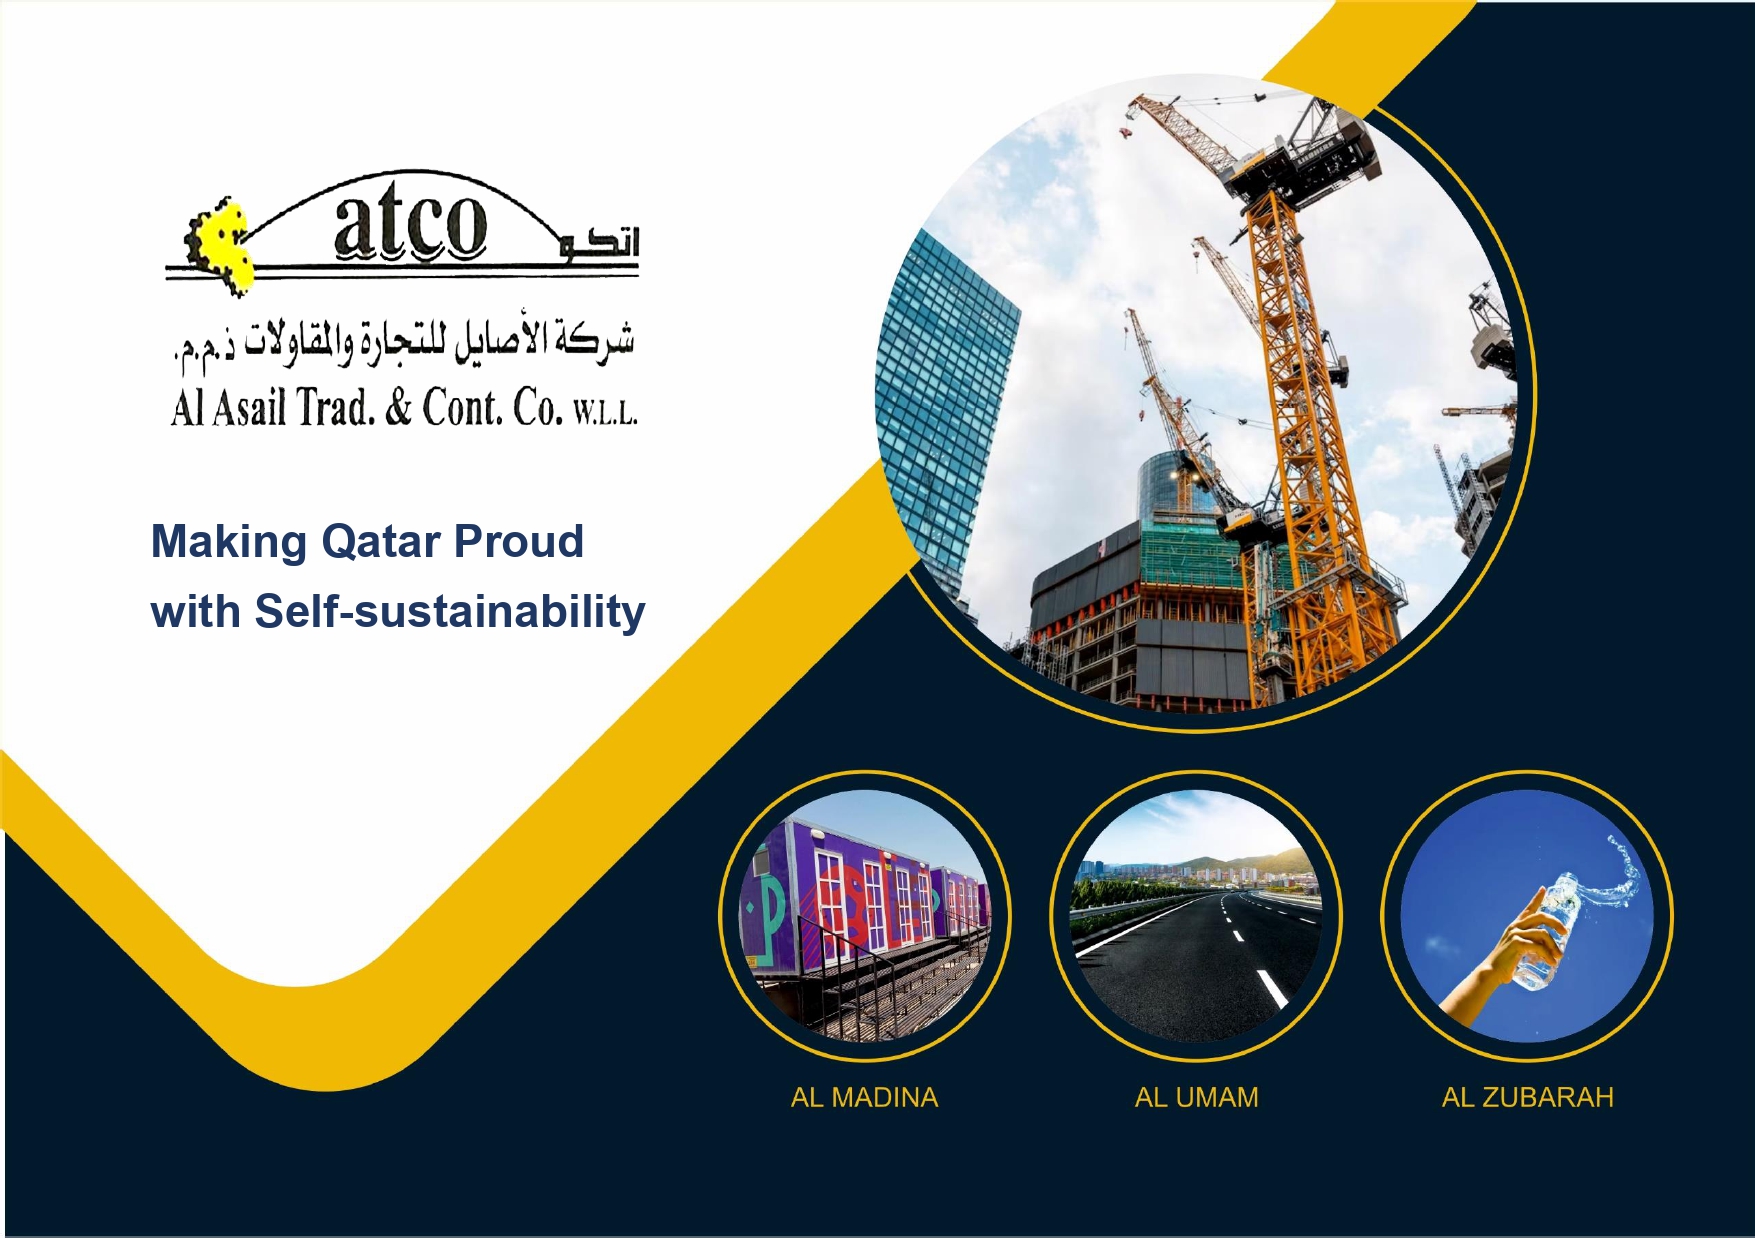 atco
اتكو
شركة الأصايل للتجارة والمقاولات ذ.م.م.
Al Asail Trad. & Cont. Co. W.L.L.
Making Qatar Proud
with Self-sustainability
AL MADINA
AL UMAM
AL ZUBARAH